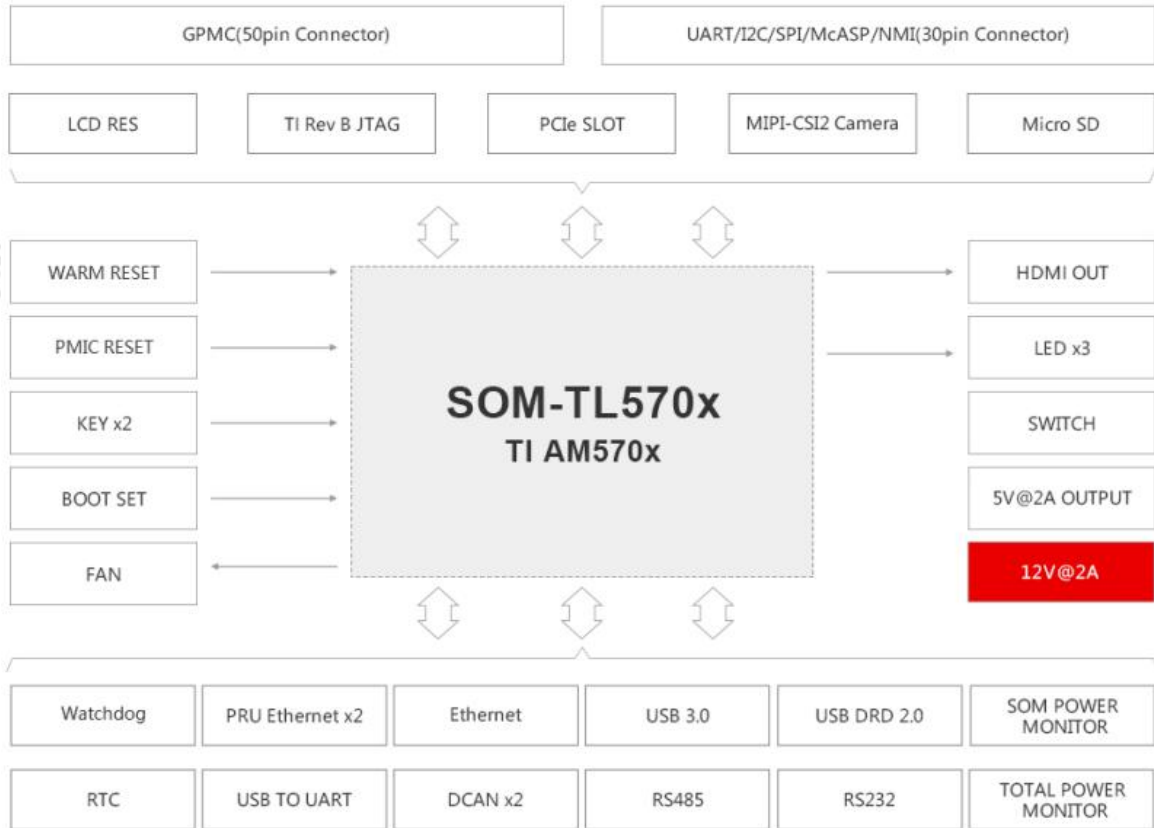 GPMC(50pin Connector)
UART/I2C/SPI/McASP/NMI(30pin Connector)
LCD RES
TI Rev B JTAG
PCIe SLOT
MIPI-CSI2 Camera
Micro SD
WARM RESET
HDMI OUT
PMIC RESET
LED x3
SOM-TL570x
TI AM570x
KEY x2
SWITCH
BOOT SET
5V@2A OUTPUT
FAN
12V@2A
Watchdog
PRU Ethernet x2
Ethernet
USB 3.0
USB DRD 2.0
SOM POWER
MONITOR
RTC
USB TO UART
DCAN x2
RS485
RS232
TOTAL POWER
MONITOR